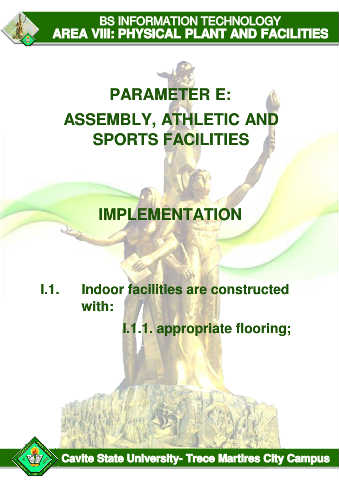 BS INFORMATION TECHNOLOGY
AREA VIII: PHYSICAL PLANT AND FACILITIES
PARAMETER E:
ASSEMBLY, ATHLETIC AND
SPORTS FACILITIES
IMPLEMENTATION
I.1. Indoor facilities are constructed
with:
I.1.1. appropriate flooring;
Cavite State University- Trece Martires City Campus